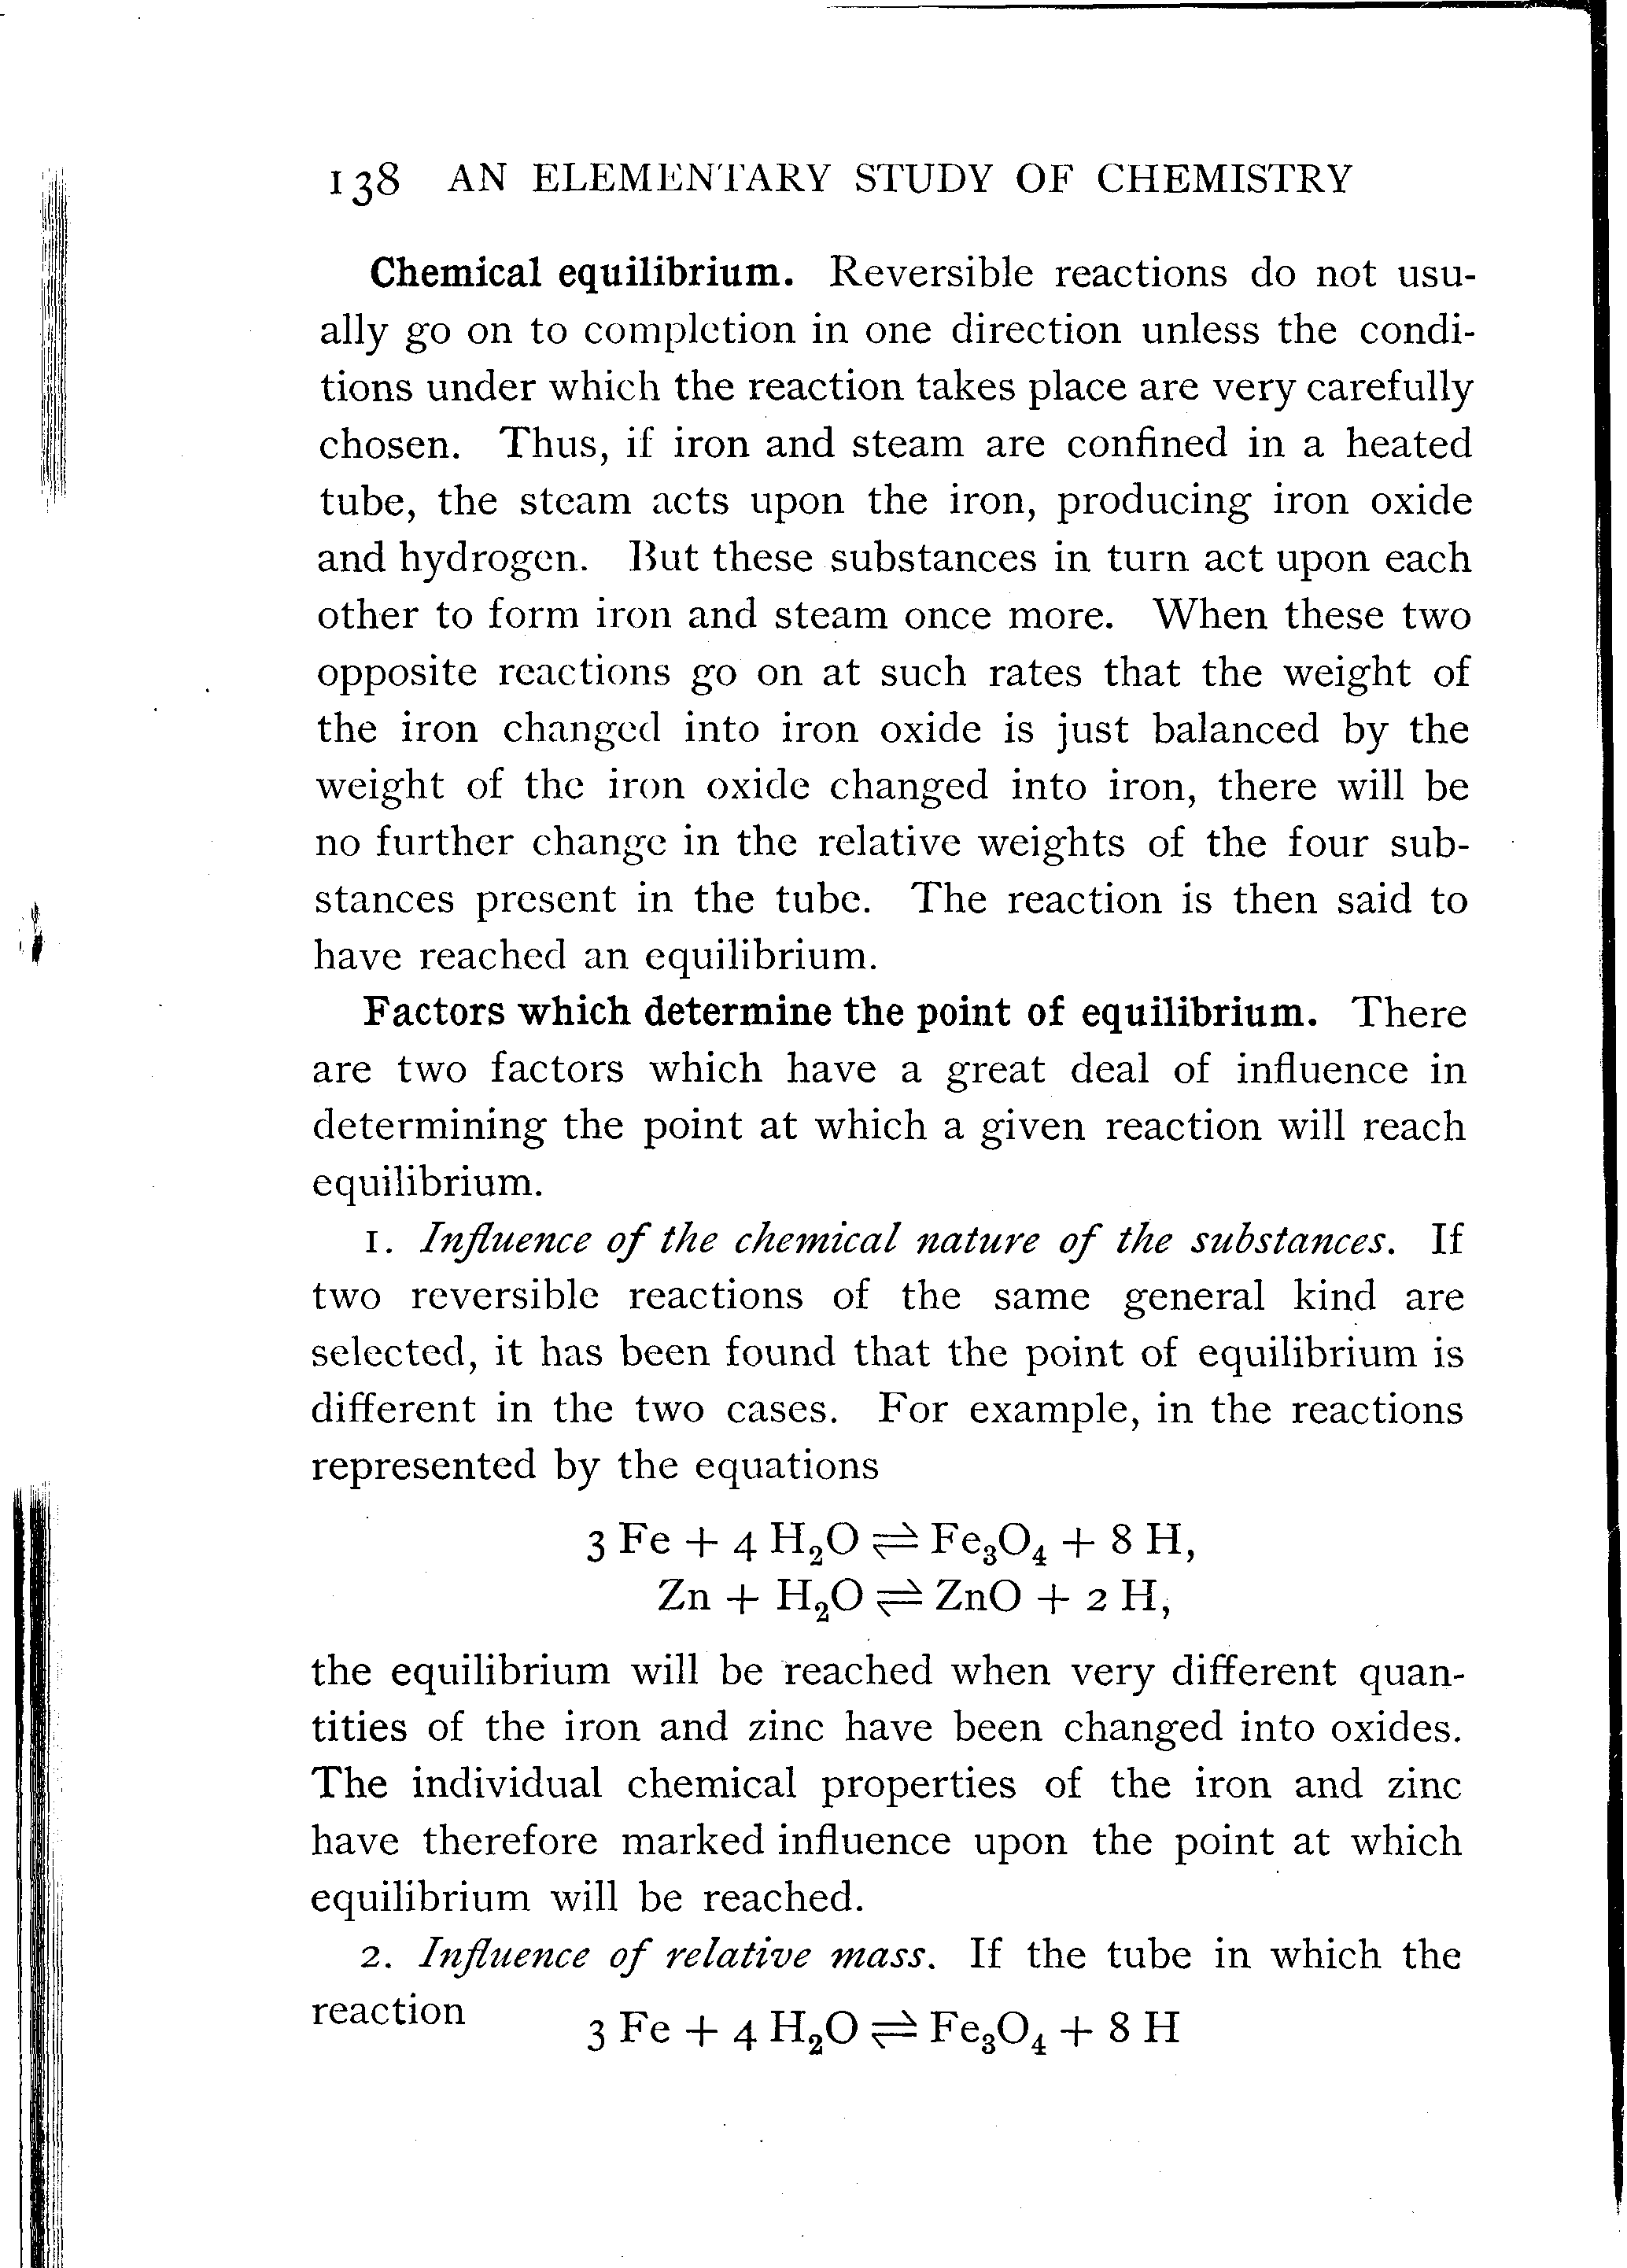 138 AN ELEMENTARY STUDY OF CHEMISTRY
Chemical equilibrium. Reversible reactions do not usu-
ally go on to completion in one direction unless the condi-
tions under which the reaction takes place are very carefully
chosen. Thus, if iron and steam are confined in a heated
tube, the steam acts upon the iron, producing iron oxide
and hydrogen. But these substances in turn act upon each
other to form iron and steam once more. When these two
opposite reactions go on at such rates that the weight of
the iron changed into iron oxide is just balanced by the
weight of the iron oxide changed into iron, there will be
no further change in the relative weights of the four sub-
stances present in the tube. The reaction is then said to
have reached an equilibrium.
Factors which determine the point of equilibrium. There
are two factors which have a great deal of influence in
determining the point at which a given reaction will reach
equilibrium.
1. Influence of the chemical nature of the substances. If
two reversible reactions of the same general kind are
selected, it has been found that the point of equilibrium is
different in the two cases. For example, in the reactions
represented by the equations
3 Fe + 4 H₂O ⇌ Fe₃O₄ + 8 H,
Zn + H₂O ⇌ ZnO + 2 H,
the equilibrium will be reached when very different quan-
tities of the iron and zinc have been changed into oxides.
The individual chemical properties of the iron and zinc
have therefore marked influence upon the point at which
equilibrium will be reached.
2. Influence of relative mass. If the tube in which the
reaction
3 Fe + 4 H₂O ⇌ Fe₃O₄ + 8 H